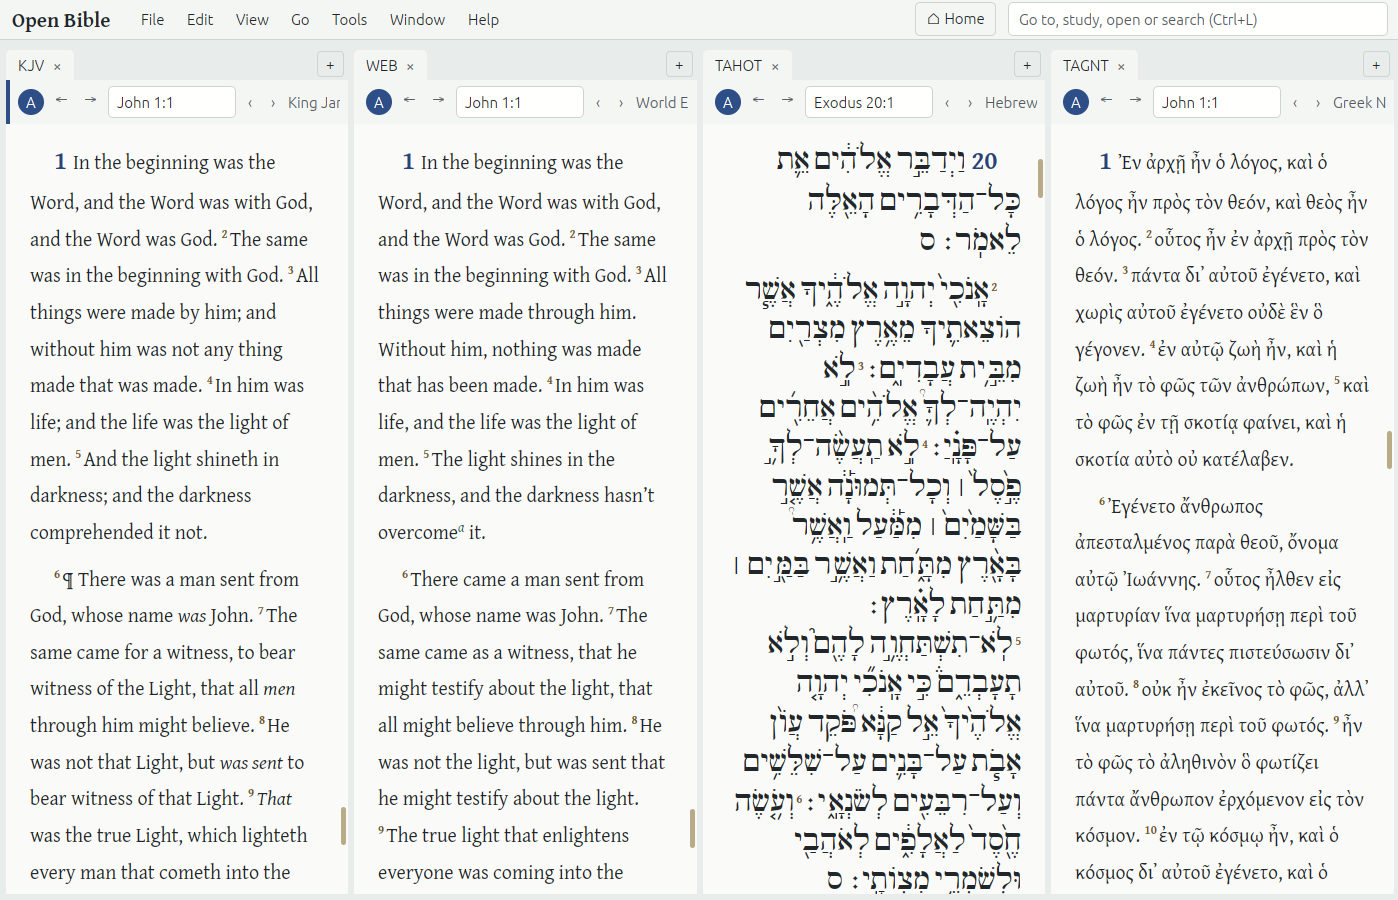 Open Bible File Edit View Go Tools Window Help Home Go to, study, open or search (Ctrl+L)
KJV × +
A ← → John 1:1 ‹ › King Jar
1 In the beginning was the
Word, and the Word was with God,
and the Word was God. 2 The same
was in the beginning with God. 3 All
things were made by him; and
without him was not any thing
made that was made. 4 In him was
life; and the life was the light of
men. 5 And the light shineth in
darkness; and the darkness
comprehended it not.
6 ¶ There was a man sent from
God, whose name was John. 7 The
same came for a witness, to bear
witness of the Light, that all men
through him might believe. 8 He
was not that Light, but was sent to
bear witness of that Light. 9 That
was the true Light, which lighteth
every man that cometh into the
WEB × +
A ← → John 1:1 ‹ › World E
1 In the beginning was the
Word, and the Word was with God,
and the Word was God. 2 The same
was in the beginning with God. 3 All
things were made through him.
Without him, nothing was made
that has been made. 4 In him was
life, and the life was the light of
men. 5 The light shines in the
darkness, and the darkness hasn’t
overcomea it.
6 There came a man sent from
God, whose name was John. 7 The
same came as a witness, that he
might testify about the light, that
all might believe through him. 8 He
was not the light, but was sent that
he might testify about the light.
9 The true light that enlightens
everyone was coming into the
TAHOT × +
A ← → Exodus 20:1 ‹ › Hebrew
20 וַיְדַבֵּ֣ר אֱלֹהִ֔ים אֵ֛ת
כָּל־הַדְּבָרִ֥ים הָאֵ֖לֶּה
לֵאמֹֽר׃ ס
2 אָֽנֹכִ֖י֙ יְהוָ֣ה אֱלֹהֶ֑֔יךָ אֲשֶׁ֧ר
הוֹצֵאתִ֛יךָ מֵאֶ֥רֶץ מִצְרַ֖יִם
מִבֵּ֣֥ית עֲבָדִ֑͏ֽים׃ 3 לֹֽ֣א
יִהְיֶֽה־לְךָ֛֩ אֱלֹהִ֥֨ים אֲחֵרִ֖֜ים
עַל־פָּנָֽ͏ַ֗י׃ 4 לֹֽ֣א תַֽעֲשֶׂ֨ה־לְךָ֥֣
פֶ֣֙סֶל֙ ׀ וְכָל־תְּמוּנָ֡֔ה אֲשֶׁ֤֣ר
בַּשָּׁמַ֣֙יִם֙ ׀ מִמַּ֡֔עַל וַֽאֲשֶׁ֥ר֩
בָּאָ֖֨רֶץ מִתָּ֑͏ַ֜חַת וַאֲשֶׁ֥ר בַּמַּ֖֣יִם ׀
מִתַּ֥֣חַת לָאָֽ֗רֶץ׃
5 לֹֽא־תִשְׁתַּחֲוֶ֥֣ה לָהֶ֖ם֮ וְלֹ֣א
תָעָבְדֵ֑ם֒ כִּ֣י אָֽנֹכִ֞י יְהוָ֤ה
אֱלֹהֶ֙יךָ֙ אֵ֣ל קַנָּ֔א פֹּ֠קֵד עֲוֺ֨ן
אָבֹ֧ת עַל־בָּנִ֛ים עַל־שִׁלֵּשִׁ֥ים
וְעַל־רִבֵּעִ֖ים לְשֹׂנְאָֽ֑י׃ 6 וְעֹ֥֤שֶׂה
חֶ֖֙סֶד֙ לַאֲלָפִ֑֔ים לְאֹהֲבַ֖י
וּלְשֹׁמְרֵ֥י מִצְוֺתָֽי׃ ס
TAGNT × +
A ← → John 1:1 ‹ › Greek N
1 Ἐν ἀρχῇ ἦν ὁ λόγος, καὶ ὁ
λόγος ἦν πρὸς τὸν θεόν, καὶ θεὸς ἦν
ὁ λόγος. 2 οὗτος ἦν ἐν ἀρχῇ πρὸς τὸν
θεόν. 3 πάντα δι’ αὐτοῦ ἐγένετο, καὶ
χωρὶς αὐτοῦ ἐγένετο οὐδὲ ἓν ὃ
γέγονεν. 4 ἐν αὐτῷ ζωὴ ἦν, καὶ ἡ
ζωὴ ἦν τὸ φῶς τῶν ἀνθρώπων, 5 καὶ
τὸ φῶς ἐν τῇ σκοτίᾳ φαίνει, καὶ ἡ
σκοτία αὐτὸ οὐ κατέλαβεν.
6 Ἐγένετο ἄνθρωπος
ἀπεσταλμένος παρὰ θεοῦ, ὄνομα
αὐτῷ Ἰωάννης. 7 οὗτος ἦλθεν εἰς
μαρτυρίαν ἵνα μαρτυρήσῃ περὶ τοῦ
φωτός, ἵνα πάντες πιστεύσωσιν δι’
αὐτοῦ. 8 οὐκ ἦν ἐκεῖνος τὸ φῶς, ἀλλ’
ἵνα μαρτυρήσῃ περὶ τοῦ φωτός. 9 ἦν
τὸ φῶς τὸ ἀληθινὸν ὃ φωτίζει
πάντα ἄνθρωπον ἐρχόμενον εἰς τὸν
κόσμον. 10 ἐν τῷ κόσμῳ ἦν, καὶ ὁ
κόσμος δι’ αὐτοῦ ἐγένετο, καὶ ὁ